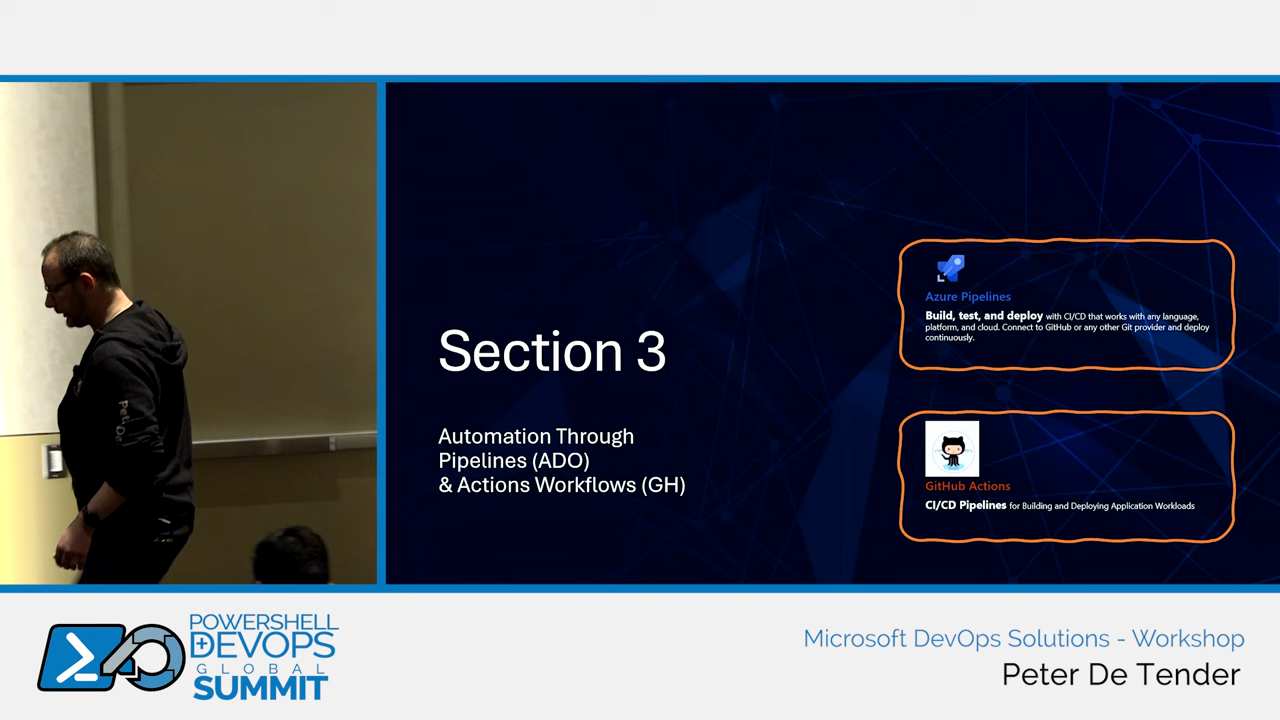 Section 3
Automation Through
Pipelines (ADO)
& Actions Workflows (GH)
Azure Pipelines
Build, test, and deploy with CI/CD that works with any language,
platform, and cloud. Connect to GitHub or any other Git provider and deploy
continuously.
GitHub Actions
CI/CD Pipelines for Building and Deploying Application Workloads
POWERSHELL
+DEVOPS
GLOBAL
SUMMIT
Microsoft DevOps Solutions - Workshop
Peter De Tender